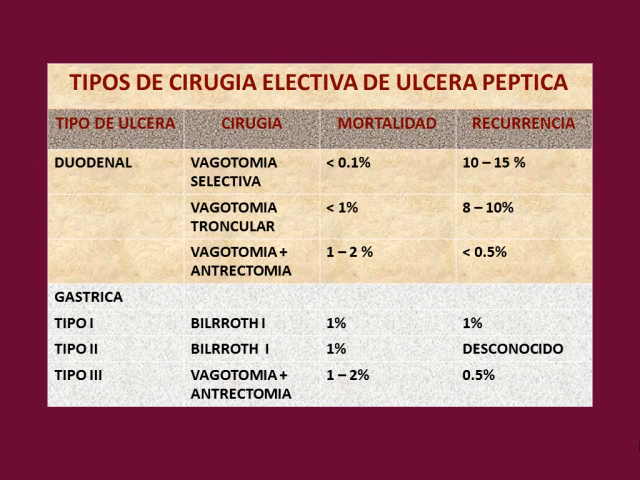 TIPOS DE CIRUGIA ELECTIVA DE ULCERA PEPTICA
TIPO DE ULCERA CIRUGIA MORTALIDAD RECURRENCIA
DUODENAL VAGOTOMIA SELECTIVA < 0.1% 10 – 15 %
VAGOTOMIA TRONCULAR < 1% 8 – 10%
VAGOTOMIA + ANTRECTOMIA 1 – 2 % < 0.5%
GASTRICA
TIPO I BILRROTH I 1% 1%
TIPO II BILRROTH I 1% DESCONOCIDO
TIPO III VAGOTOMIA + ANTRECTOMIA 1 – 2% 0.5%